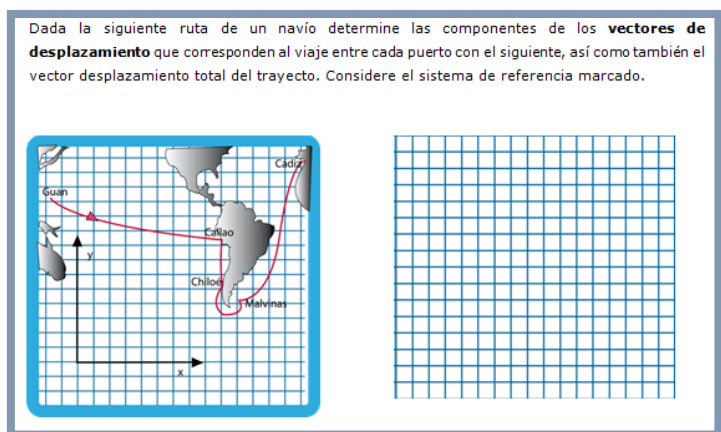 Dada la siguiente ruta de un navío determine las componentes de los vectores de
desplazamiento que corresponden al viaje entre cada puerto con el siguiente, así como también el
vector desplazamiento total del trayecto. Considere el sistema de referencia marcado.
Cádiz
Guan
Callao
y
Chiloé
Malvinas
x